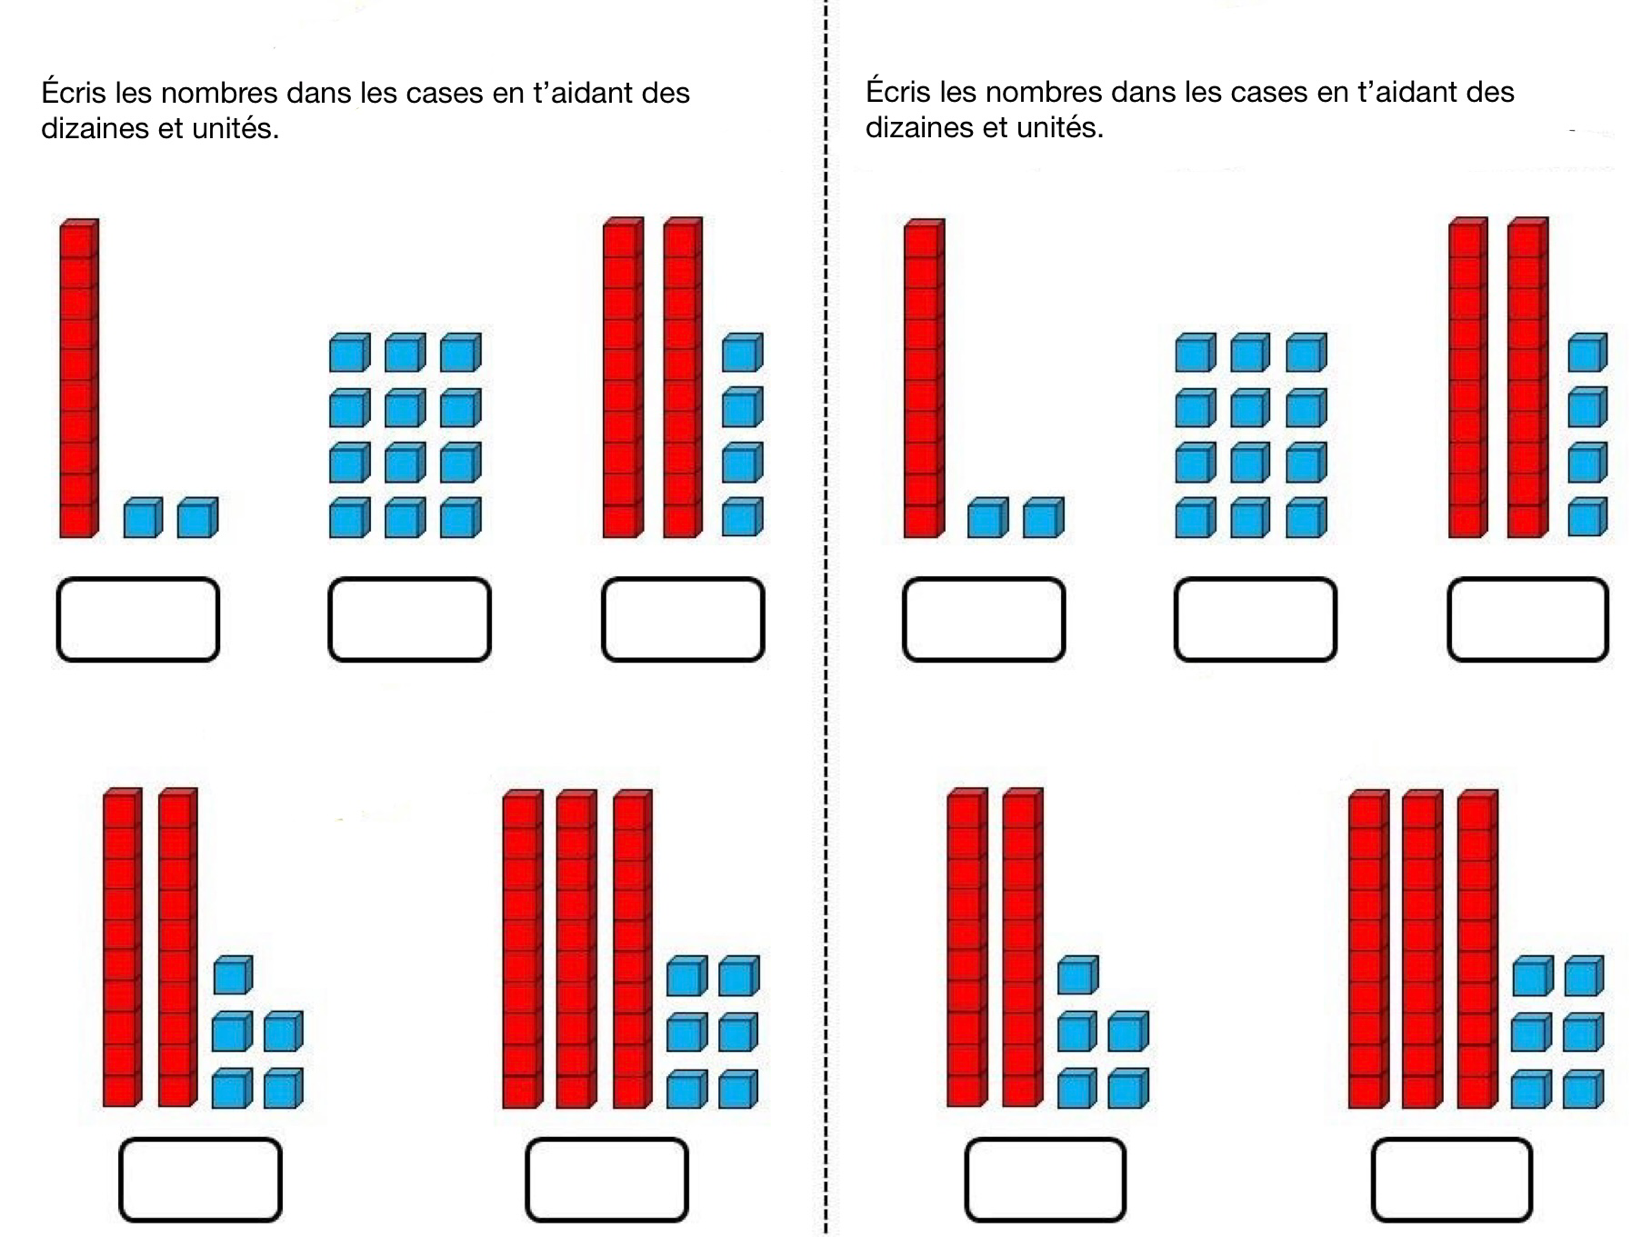 Écris les nombres dans les cases en t’aidant des
dizaines et unités.
Écris les nombres dans les cases en t’aidant des
dizaines et unités.